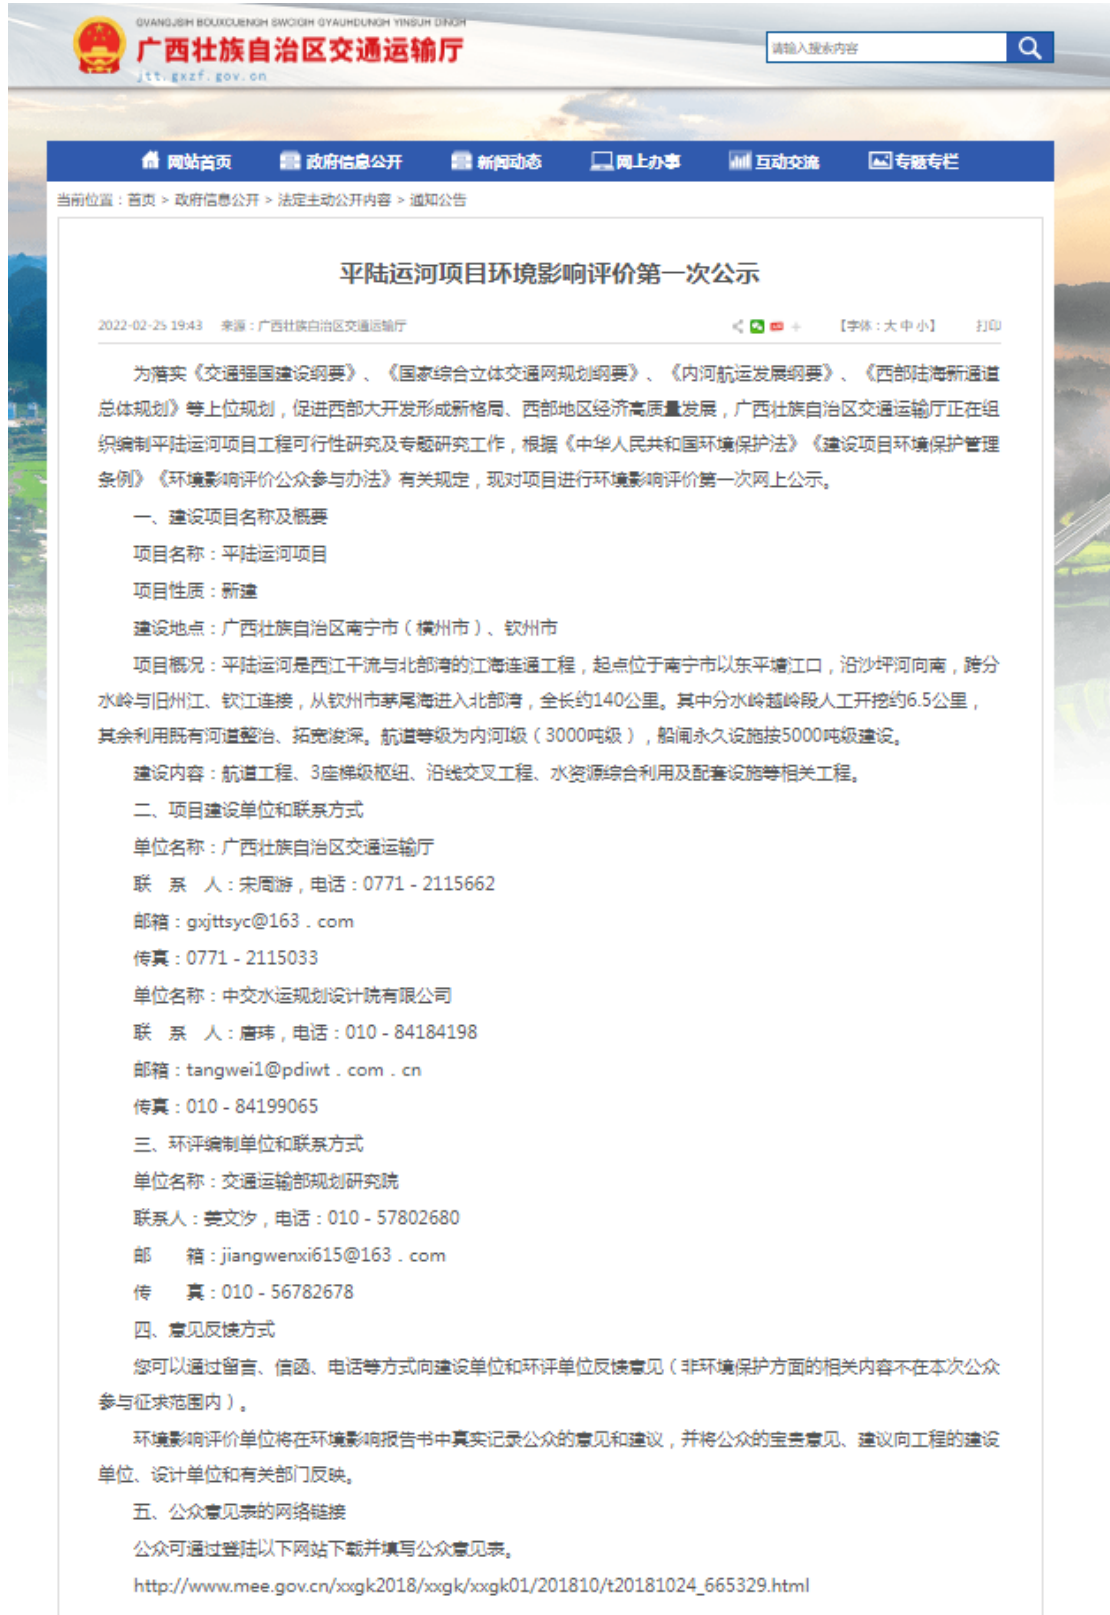 GVANGJSIH BOUXCUENGH SWCIGIH GYAUHDUNGH YINSUH DINGH
广西壮族自治区交通运输厅
jtt.gxzf.gov.cn
请输入搜索内容
网站首页 政府信息公开 新闻动态 网上办事 互动交流 专题专栏
当前位置：首页 > 政府信息公开 > 法定主动公开内容 > 通知公告
平陆运河项目环境影响评价第一次公示
2022-02-25 19:43 来源：广西壮族自治区交通运输厅 【字体：大 中 小】 打印
为落实《交通强国建设纲要》、《国家综合立体交通网规划纲要》、《内河航运发展纲要》、《西部陆海新通道
总体规划》等上位规划，促进西部大开发形成新格局、西部地区经济高质量发展，广西壮族自治区交通运输厅正在组
织编制平陆运河项目工程可行性研究及专题研究工作，根据《中华人民共和国环境保护法》《建设项目环境保护管理
条例》《环境影响评价公众参与办法》有关规定，现对项目进行环境影响评价第一次网上公示。
一、建设项目名称及概要
项目名称：平陆运河项目
项目性质：新建
建设地点：广西壮族自治区南宁市（横州市）、钦州市
项目概况：平陆运河是西江干流与北部湾的江海连通工程，起点位于南宁市以东平塘江口，沿沙坪河向南，跨分
水岭与旧州江、钦江连接，从钦州市茅尾海进入北部湾，全长约140公里。其中分水岭越岭段人工开挖约6.5公里，
其余利用既有河道整治、拓宽浚深。航道等级为内河I级（3000吨级），船闸永久设施按5000吨级建设。
建设内容：航道工程、3座梯级枢纽、沿线交叉工程、水资源综合利用及配套设施等相关工程。
二、项目建设单位和联系方式
单位名称：广西壮族自治区交通运输厅
联 系 人：宋周游，电话：0771－2115662
邮箱：gxjttsyc@163．com
传真：0771－2115033
单位名称：中交水运规划设计院有限公司
联 系 人：唐玮，电话：010－84184198
邮箱：tangwei1@pdiwt．com．cn
传真：010－84199065
三、环评编制单位和联系方式
单位名称：交通运输部规划研究院
联系人：姜文汐，电话：010－57802680
邮 箱：jiangwenxi615@163．com
传 真：010－56782678
四、意见反馈方式
您可以通过留言、信函、电话等方式向建设单位和环评单位反馈意见（非环境保护方面的相关内容不在本次公众
参与征求范围内）。
环境影响评价单位将在环境影响报告书中真实记录公众的意见和建议，并将公众的宝贵意见、建议向工程的建设
单位、设计单位和有关部门反映。
五、公众意见表的网络链接
公众可通过登陆以下网站下载并填写公众意见表。
http://www.mee.gov.cn/xxgk2018/xxgk/xxgk01/201810/t20181024_665329.html